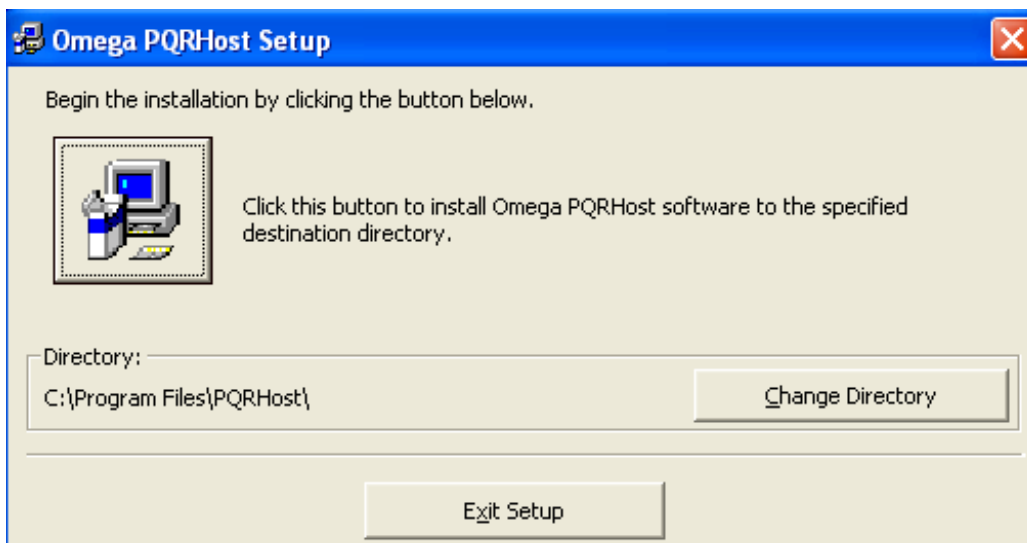 Omega PQRHost Setup
Begin the installation by clicking the button below.
Click this button to install Omega PQRHost software to the specified
destination directory.
Directory:
C:\Program Files\PQRHost\
Change Directory
Exit Setup